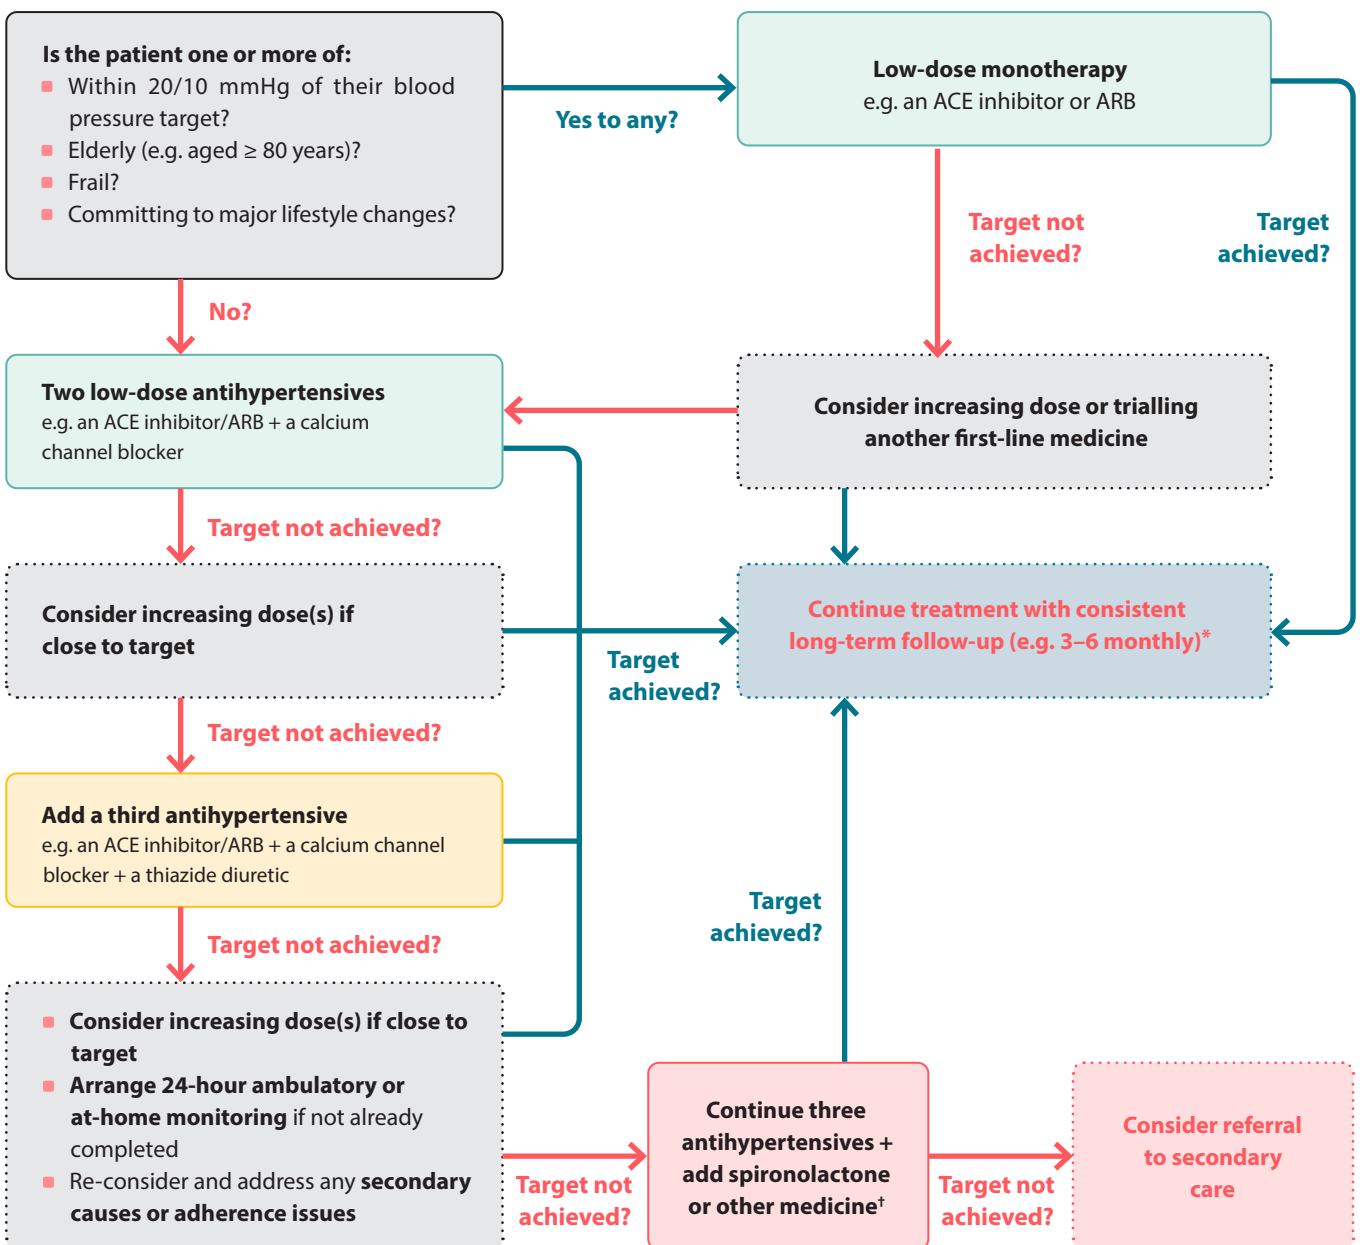 Is the patient one or more of:
Within 20/10 mmHg of their blood
pressure target?
Elderly (e.g. aged ≥ 80 years)?
Frail?
Committing to major lifestyle changes?
Yes to any?
Low-dose monotherapy
e.g. an ACE inhibitor or ARB
Target not
achieved?
Target
achieved?
No?
Two low-dose antihypertensives
e.g. an ACE inhibitor/ARB + a calcium
channel blocker
Consider increasing dose or trialling
another first-line medicine
Target not achieved?
Consider increasing dose(s) if
close to target
Target
achieved?
Continue treatment with consistent
long-term follow-up (e.g. 3–6 monthly)*
Target not achieved?
Add a third antihypertensive
e.g. an ACE inhibitor/ARB + a calcium channel
blocker + a thiazide diuretic
Target
achieved?
Target not achieved?
Consider increasing dose(s) if close to
target
Arrange 24-hour ambulatory or
at-home monitoring if not already
completed
Re-consider and address any secondary
causes or adherence issues
Target not
achieved?
Continue three
antihypertensives +
add spironolactone
or other medicine†
Target not
achieved?
Consider referral
to secondary
care